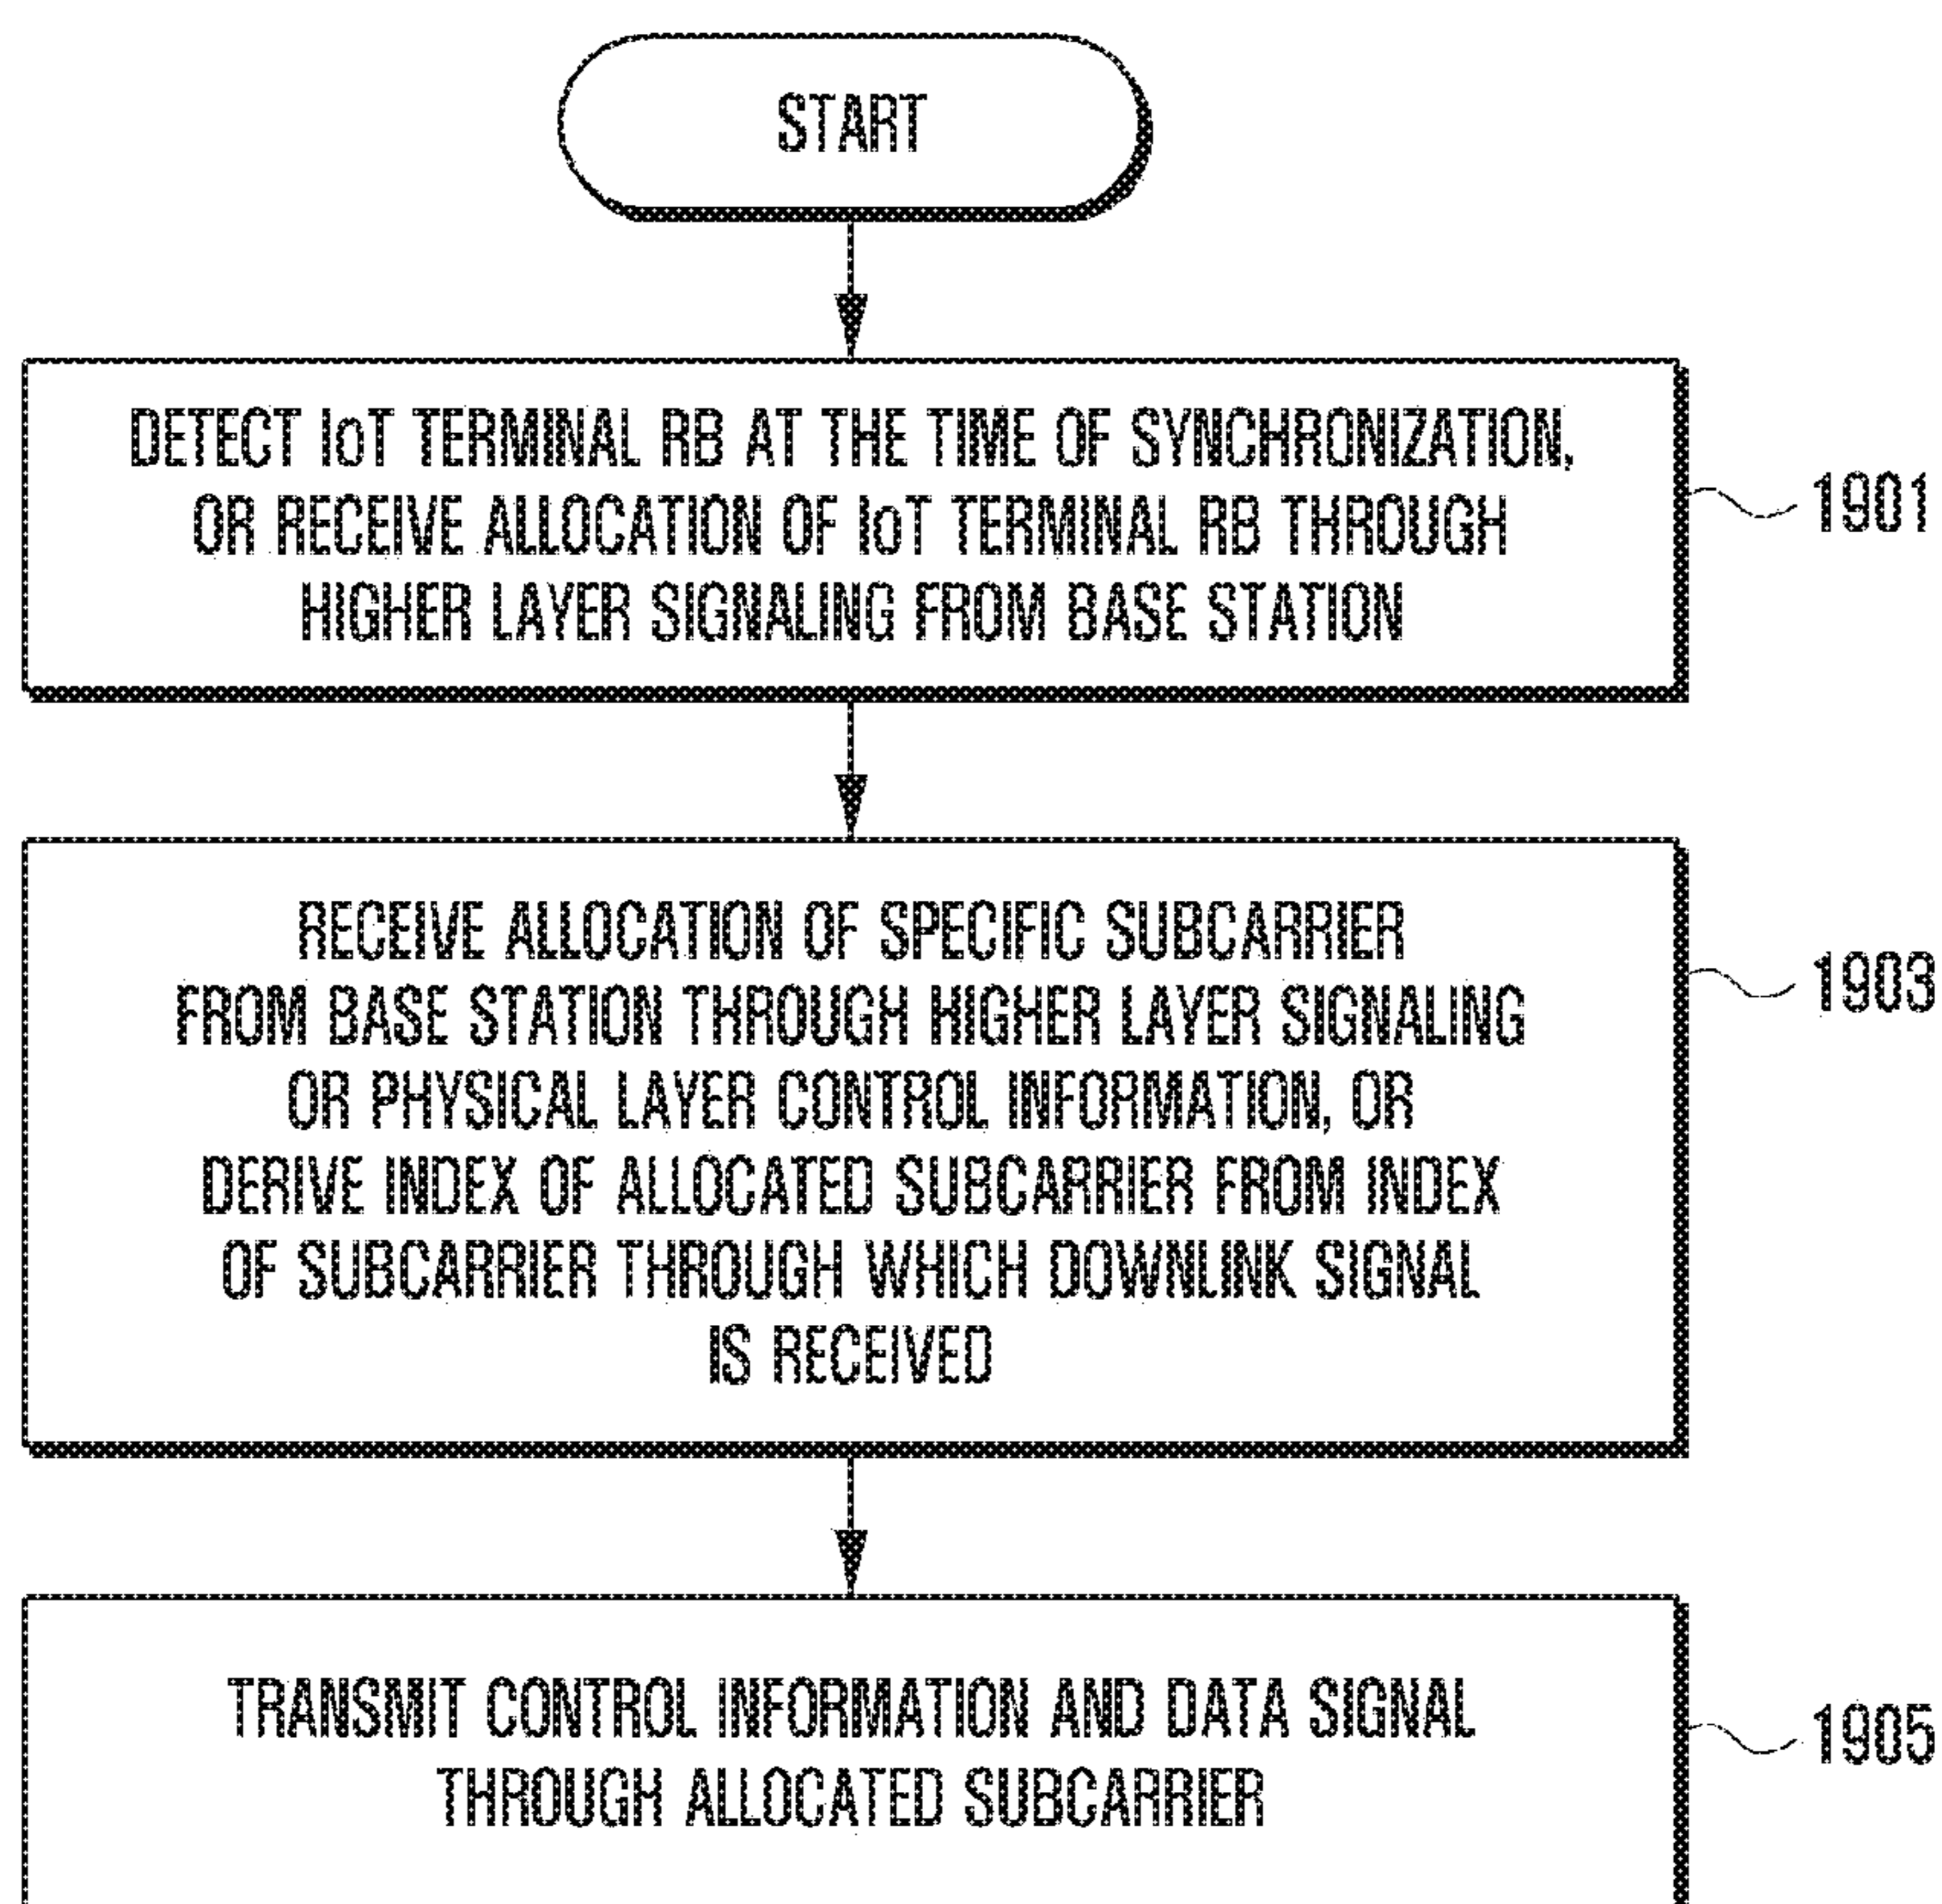 START
DETECT IoT TERMINAL RB AT THE TIME OF SYNCHRONIZATION,
OR RECEIVE ALLOCATION OF IoT TERMINAL RB THROUGH
HIGHER LAYER SIGNALING FROM BASE STATION
1901
RECEIVE ALLOCATION OF SPECIFIC SUBCARRIER
FROM BASE STATION THROUGH HIGHER LAYER SIGNALING
OR PHYSICAL LAYER CONTROL INFORMATION, OR
DERIVE INDEX OF ALLOCATED SUBCARRIER FROM INDEX
OF SUBCARRIER THROUGH WHICH DOWNLINK SIGNAL
IS RECEIVED
1903
TRANSMIT CONTROL INFORMATION AND DATA SIGNAL
THROUGH ALLOCATED SUBCARRIER
1905